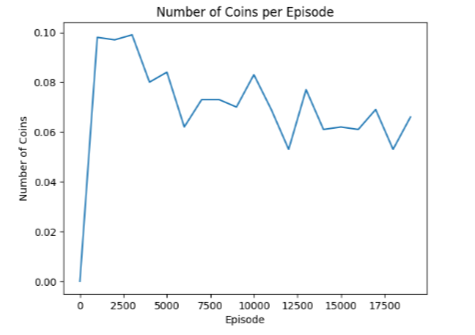 Number of Coins per Episode
Number of Coins
0.10
0.08
0.06
0.04
0.02
0.00
0 2500 5000 7500 10000 12500 15000 17500
Episode